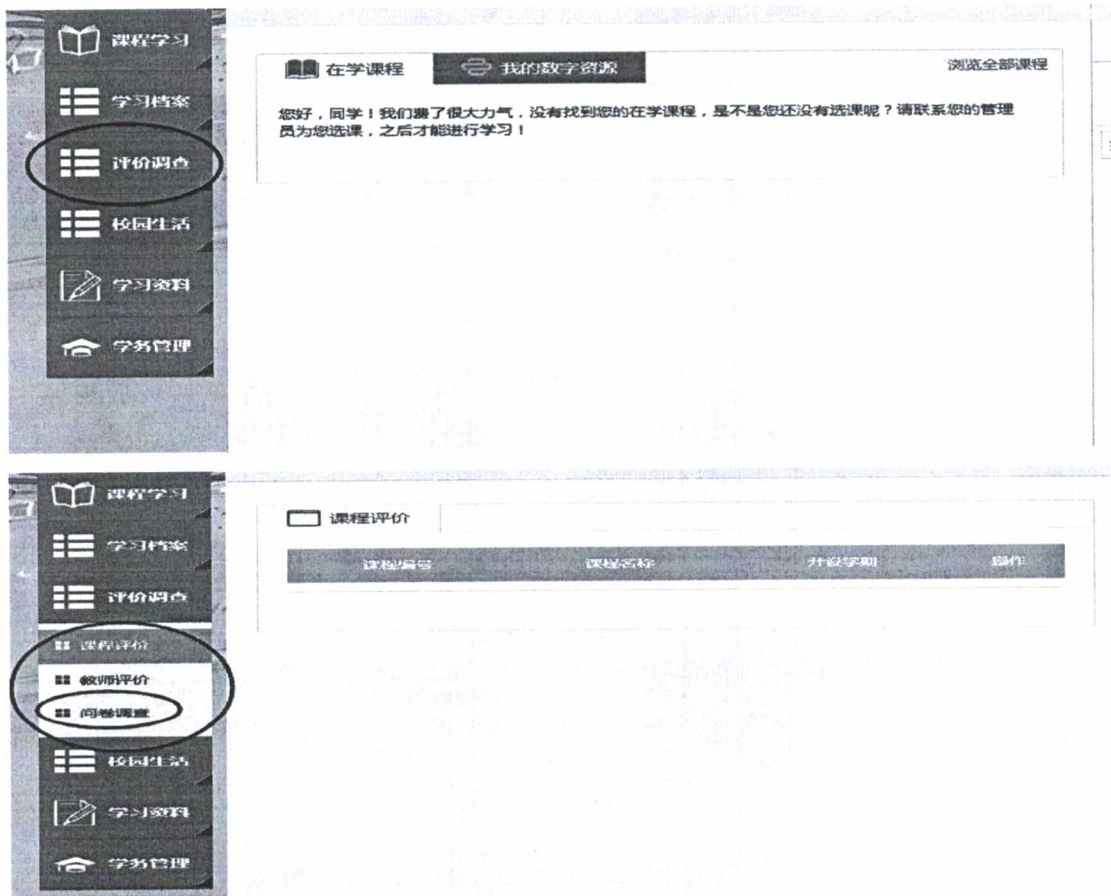 课程学习
学习档案
评价调查
校园生活
学习资料
学务管理
在学课程
我的数字资源
浏览全部课程
您好，同学！我们费了很大力气，没有找到您的在学课程，是不是您还没有选课呢？请联系您的管理
员为您选课，之后才能进行学习！
课程学习
学习档案
评价调查
课程评价
教师评价
问卷调查
校园生活
学习资料
学务管理
课程评价
课程编号 课程名称 开设学期 操作